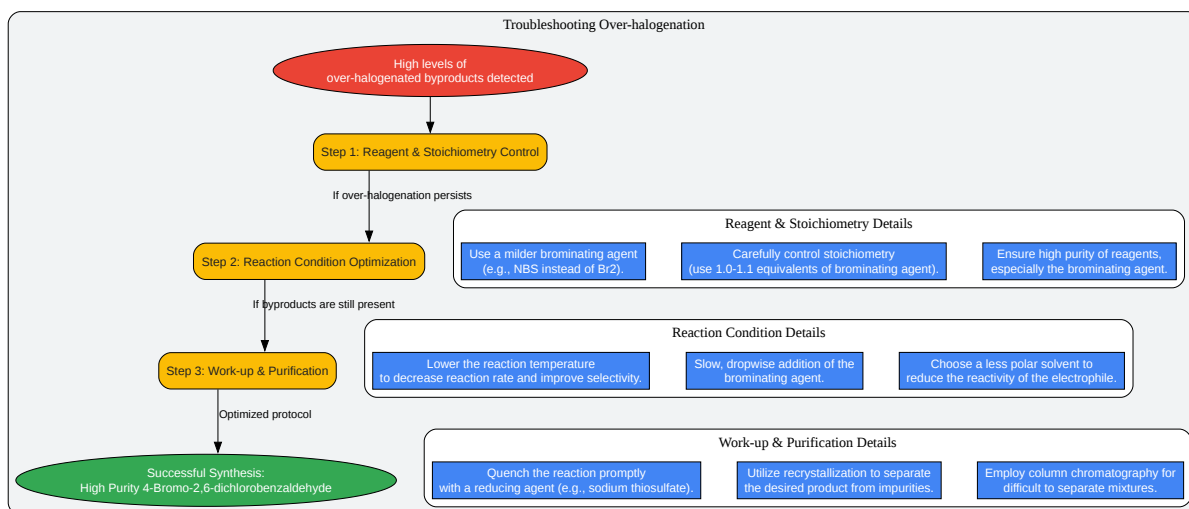 Troubleshooting Over-halogenation
High levels of
over-halogenated byproducts detected
Step 1: Reagent & Stoichiometry Control
If over-halogenation persists
Reagent & Stoichiometry Details
Use a milder brominating agent
(e.g., NBS instead of Br2).
Carefully control stoichiometry
(use 1.0-1.1 equivalents of brominating agent).
Ensure high purity of reagents,
especially the brominating agent.
Step 2: Reaction Condition Optimization
If byproducts are still present
Reaction Condition Details
Lower the reaction temperature
to decrease reaction rate and improve selectivity.
Slow, dropwise addition of the
brominating agent.
Choose a less polar solvent to
reduce the reactivity of the electrophile.
Step 3: Work-up & Purification
Optimized protocol
Work-up & Purification Details
Quench the reaction promptly
with a reducing agent (e.g., sodium thiosulfate).
Utilize recrystallization to separate
the desired product from impurities.
Employ column chromatography for
difficult to separate mixtures.
Successful Synthesis:
High Purity 4-Bromo-2,6-dichlorobenzaldehyde